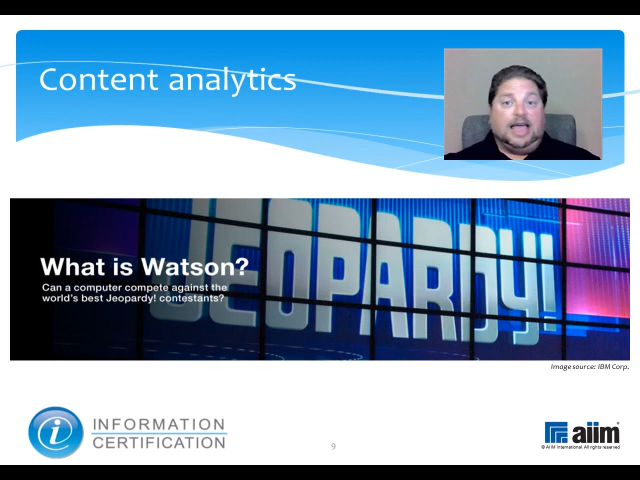 Content analytics
JEOPARDY!
What is Watson?
Can a computer compete against the
world's best Jeopardy! contestants?
Image source: IBM Corp.
i
INFORMATION
CERTIFICATION
9
aiim
© AIIM International. All rights reserved